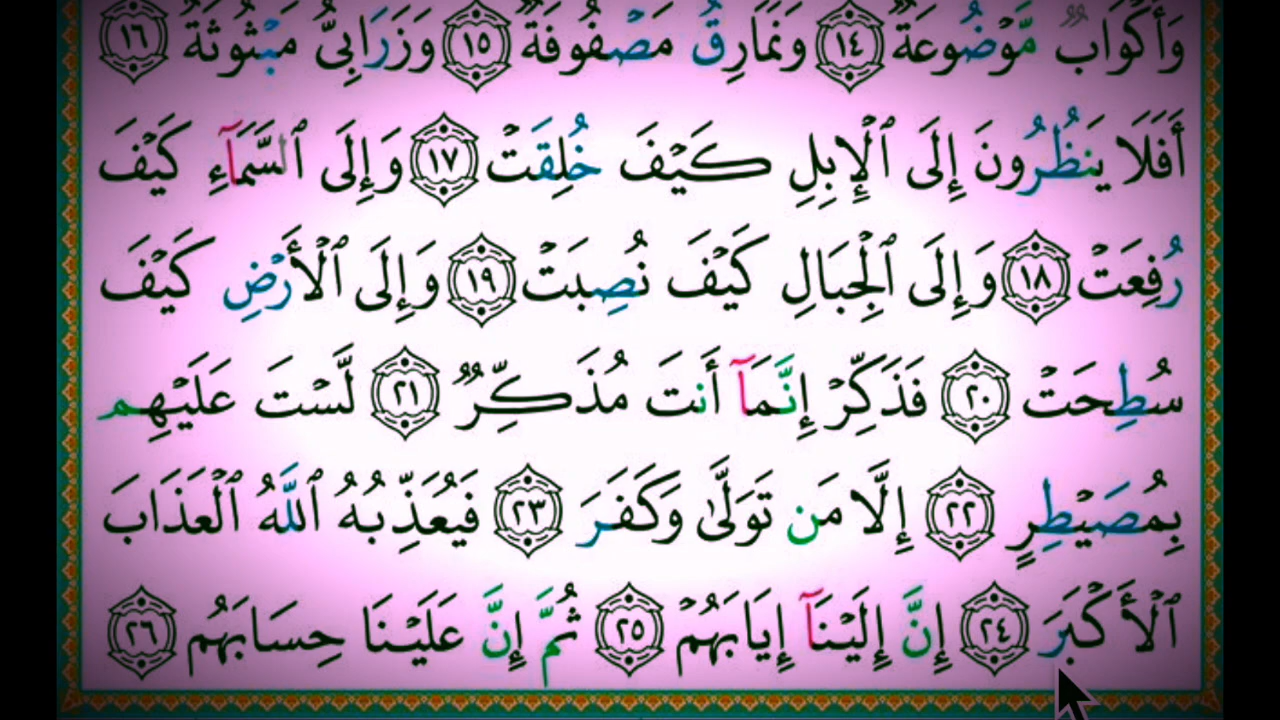 وَأَكْوَابٌ مَّوْضُوعَةٌ ١٤ وَنَمَارِقُ مَصْفُوفَةٌ ١٥ وَزَرَابِيُّ مَبْثُوثَةٌ ١٦
أَفَلَا يَنظُرُونَ إِلَى ٱلْإِبِلِ كَيْفَ خُلِقَتْ ١٧ وَإِلَى ٱلسَّمَآءِ كَيْفَ
رُفِعَتْ ١٨ وَإِلَى ٱلْجِبَالِ كَيْفَ نُصِبَتْ ١٩ وَإِلَى ٱلْأَرْضِ كَيْفَ
سُطِحَتْ ٢٠ فَذَكِّرْ إِنَّمَآ أَنتَ مُذَكِّرٌ ٢١ لَّسْتَ عَلَيْهِم
بِمُصَيْطِرٍ ٢٢ إِلَّا مَن تَوَلَّىٰ وَكَفَرَ ٢٣ فَيُعَذِّبُهُ ٱللَّهُ ٱلْعَذَابَ
ٱلْأَكْبَرَ ٢٤ إِنَّ إِلَيْنَآ إِيَابَهُمْ ٢٥ ثُمَّ إِنَّ عَلَيْنَا حِسَابَهُم ٢٦